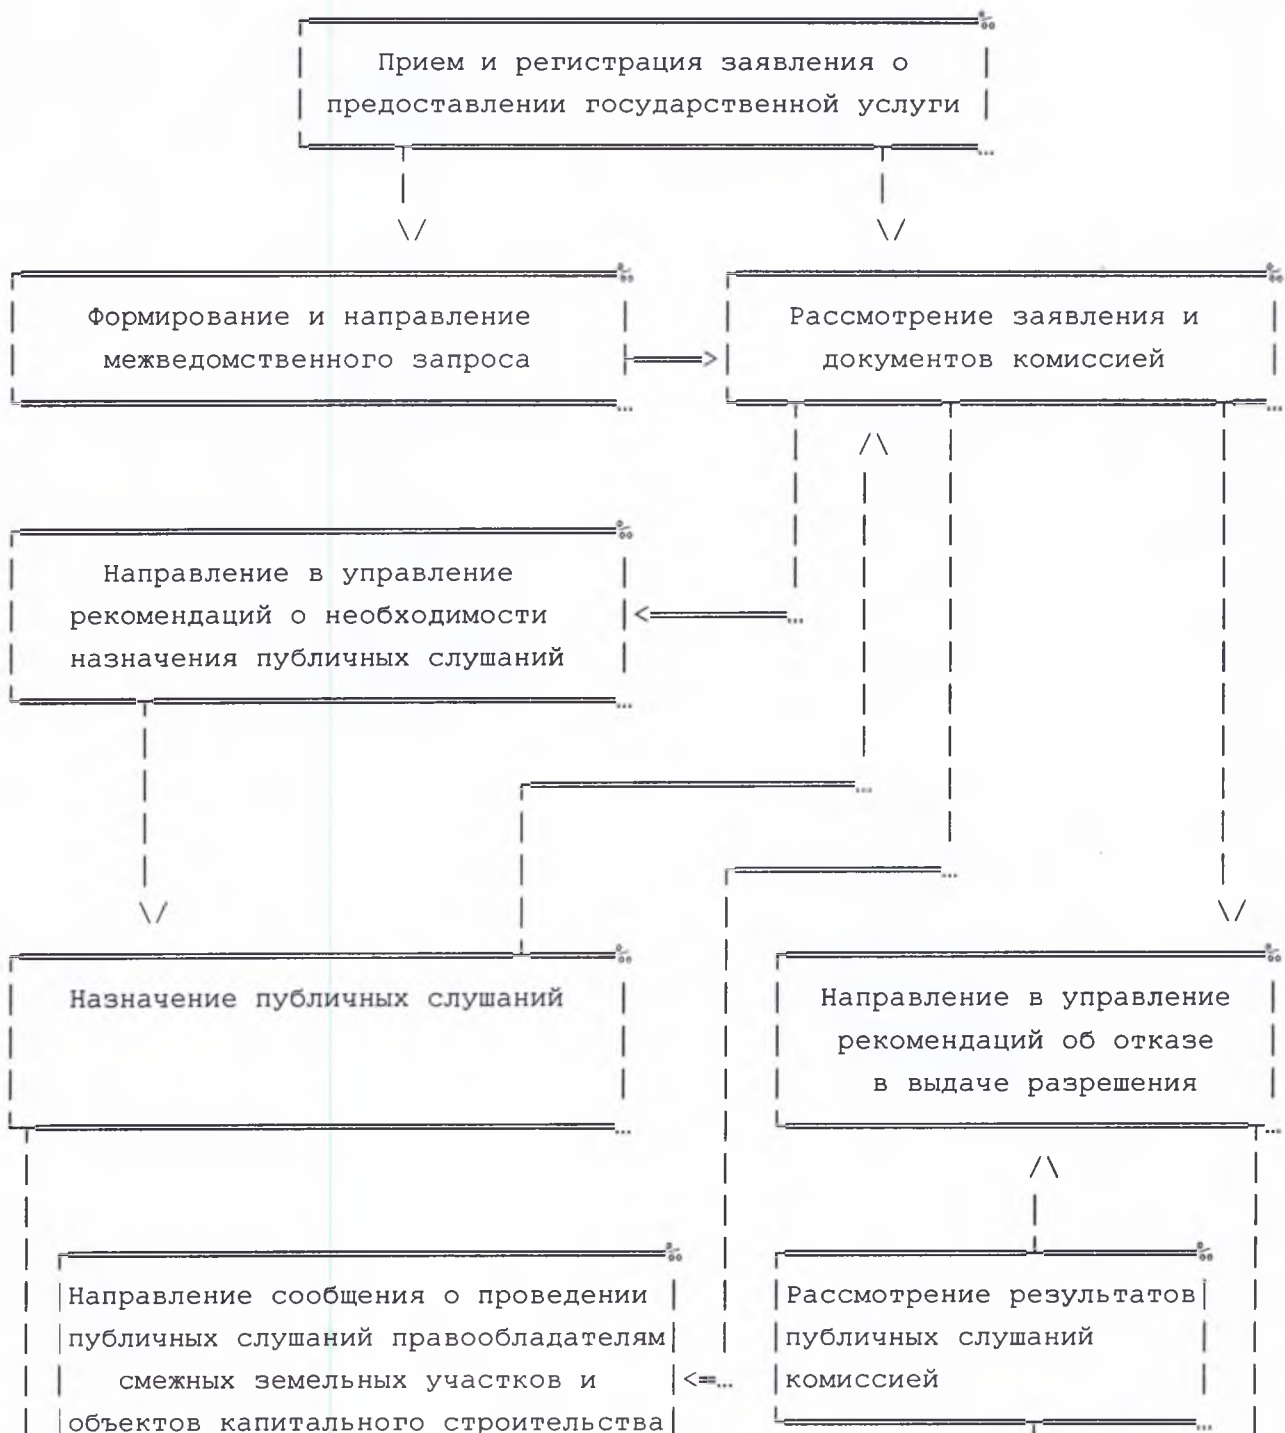 Прием и регистрация заявления о
предоставлении государственной услуги
Формирование и направление
межведомственного запроса
Рассмотрение заявления и
документов комиссией
Направление в управление
рекомендаций о необходимости
назначения публичных слушаний
Назначение публичных слушаний
Направление в управление
рекомендаций об отказе
в выдаче разрешения
Направление сообщения о проведении
публичных слушаний правообладателям
смежных земельных участков и
объектов капитального строительства
Рассмотрение результатов
публичных слушаний
комиссией